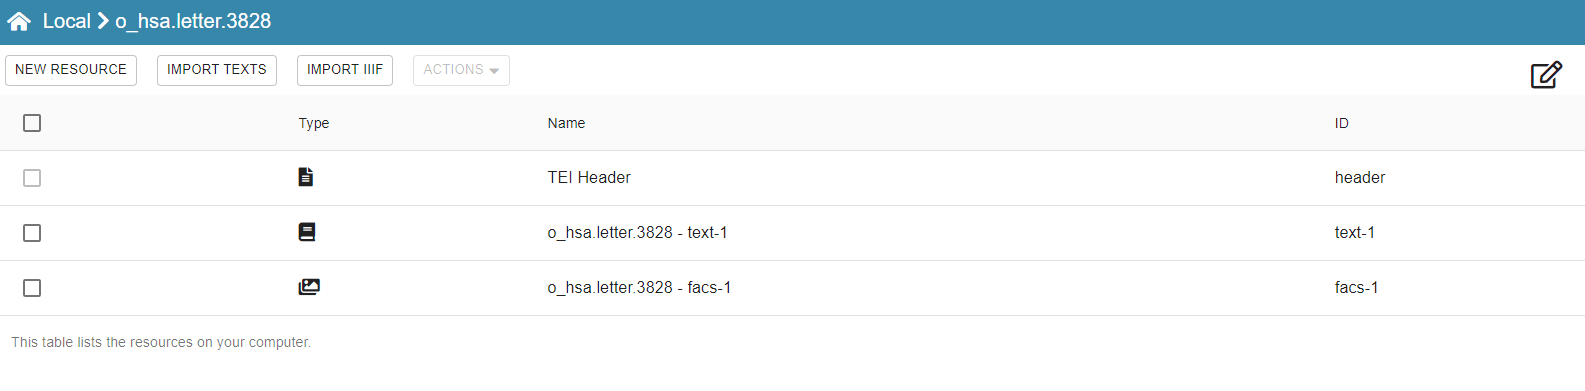 Local o_hsa.letter.3828
NEW RESOURCE IMPORT TEXTS IMPORT IIIF ACTIONS
Type Name ID
TEI Header header
o_hsa.letter.3828 - text-1 text-1
o_hsa.letter.3828 - facs-1 facs-1
This table lists the resources on your computer.